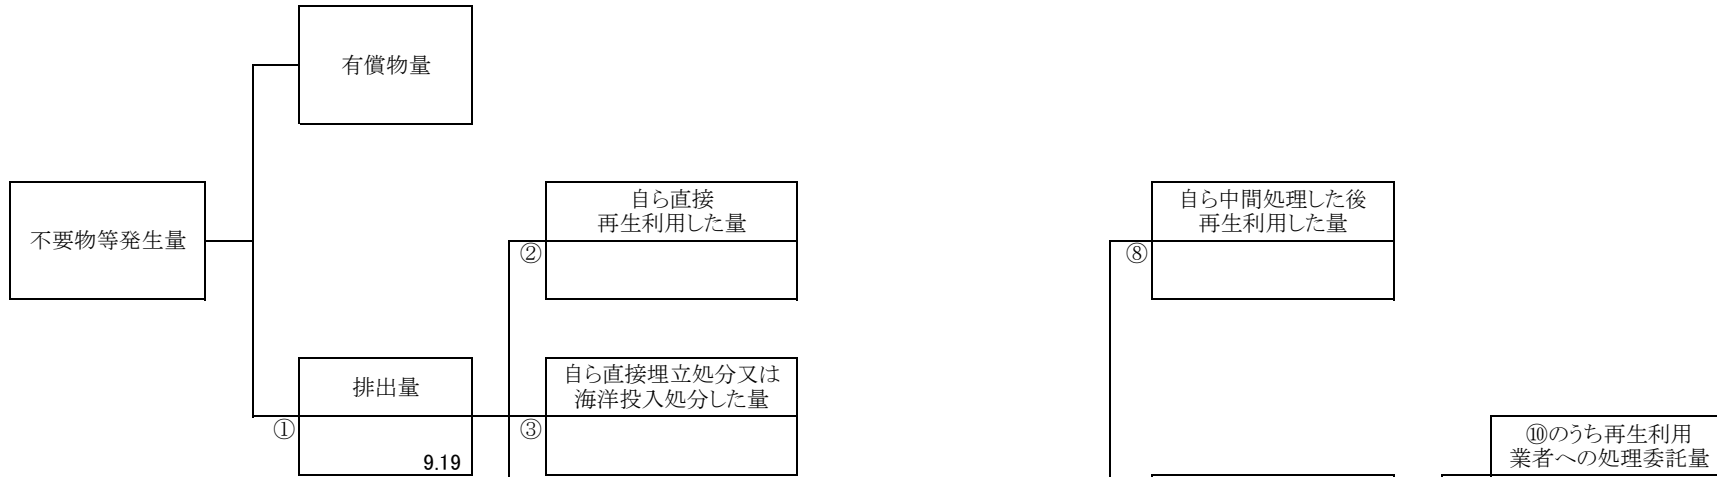 有償物量
不要物等発生量
自ら直接
再生利用した量
②
自ら中間処理した後
再生利用した量
⑧
排出量
①
9.19
自ら直接埋立処分又は
海洋投入処分した量
③
⑩のうち再生利用
業者への処理委託量